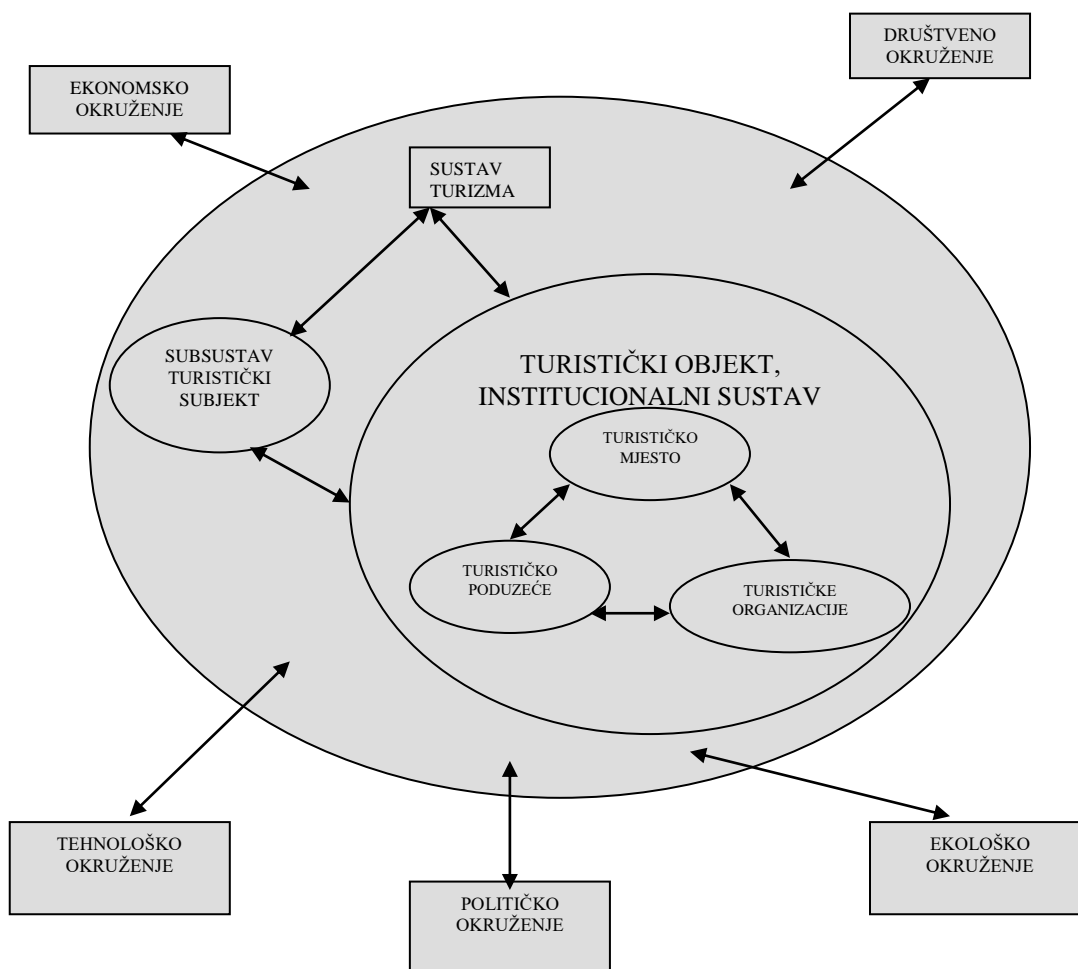 DRUŠTVENO
OKRUŽENJE
EKONOMSKO
OKRUŽENJE
SUSTAV
TURIZMA
SUBSUSTAV
TURISTIČKI
SUBJEKT
TURISTIČKI OBJEKT,
INSTITUCIONALNI SUSTAV
TURISTIČKO
MJESTO
TURISTIČKO
PODUZEĆE
TURISTIČKE
ORGANIZACIJE
TEHNOLOŠKO
OKRUŽENJE
POLITIČKO
OKRUŽENJE
EKOLOŠKO
OKRUŽENJE